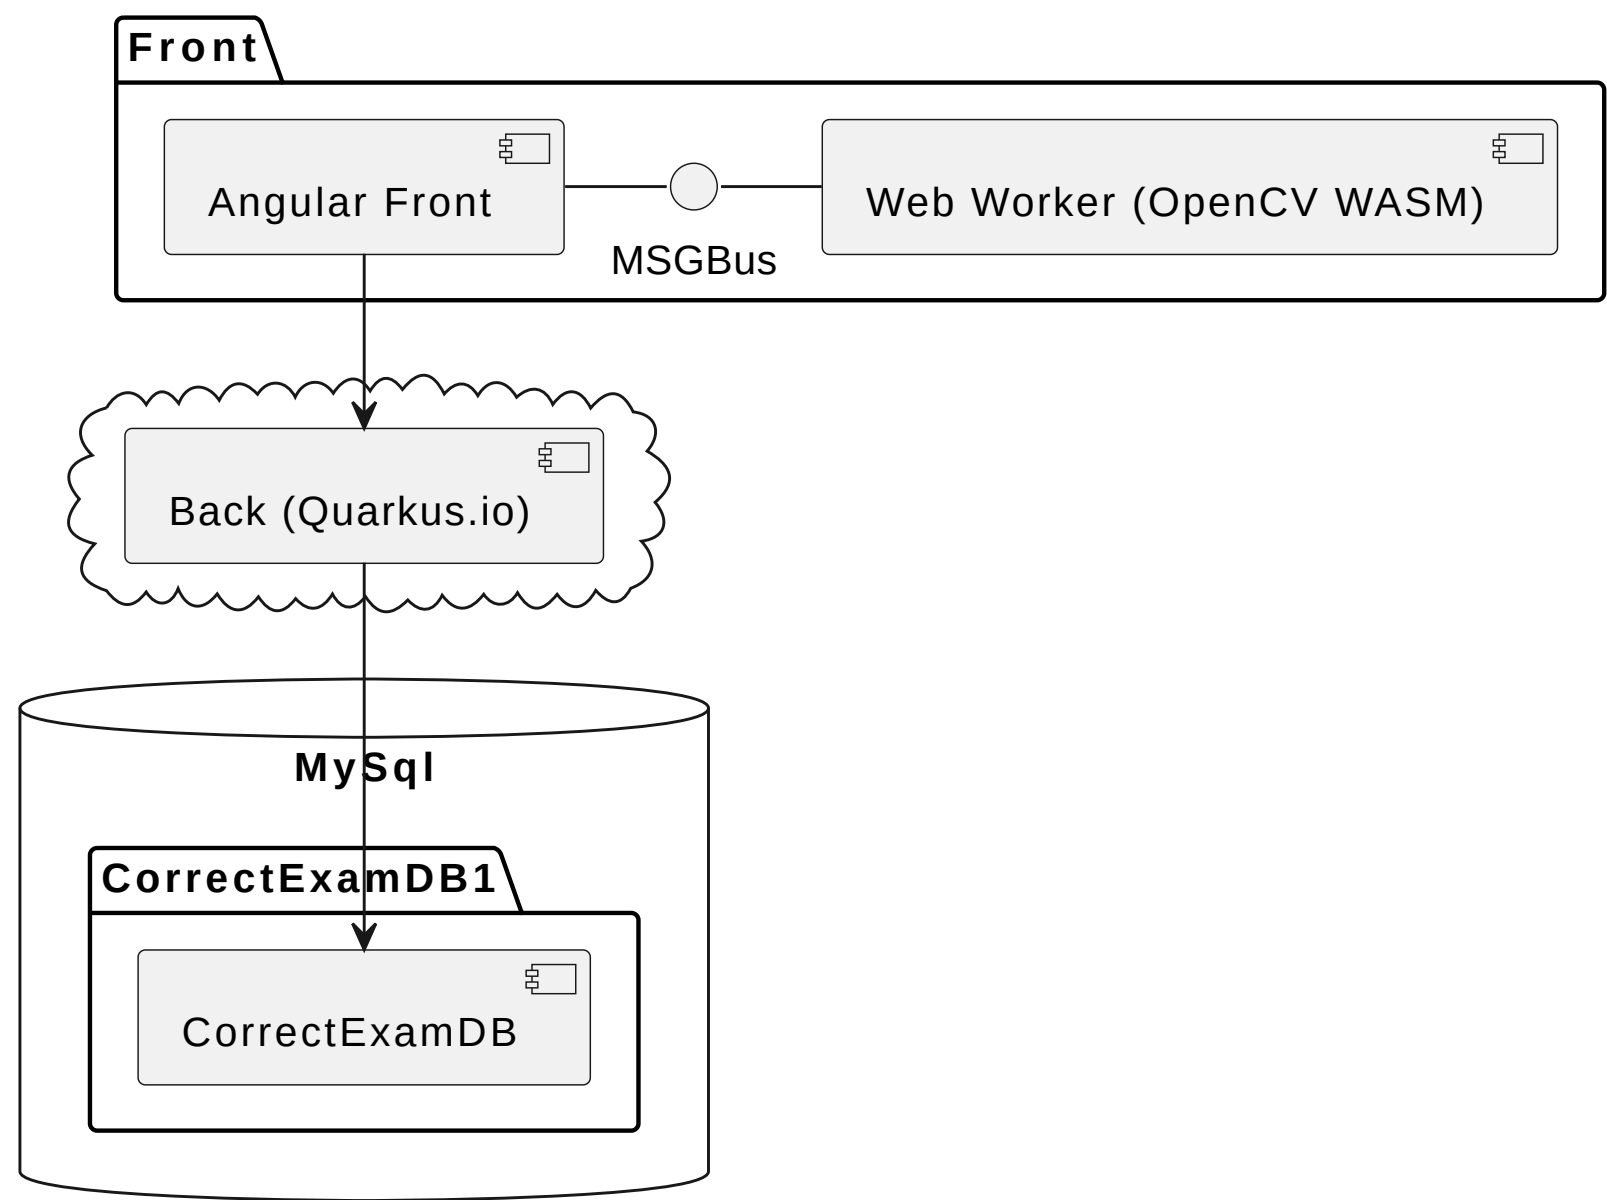 Front
Angular Front
Web Worker (OpenCV WASM)
MSGBus
Back (Quarkus.io)
MySql
CorrectExamDB1
CorrectExamDB